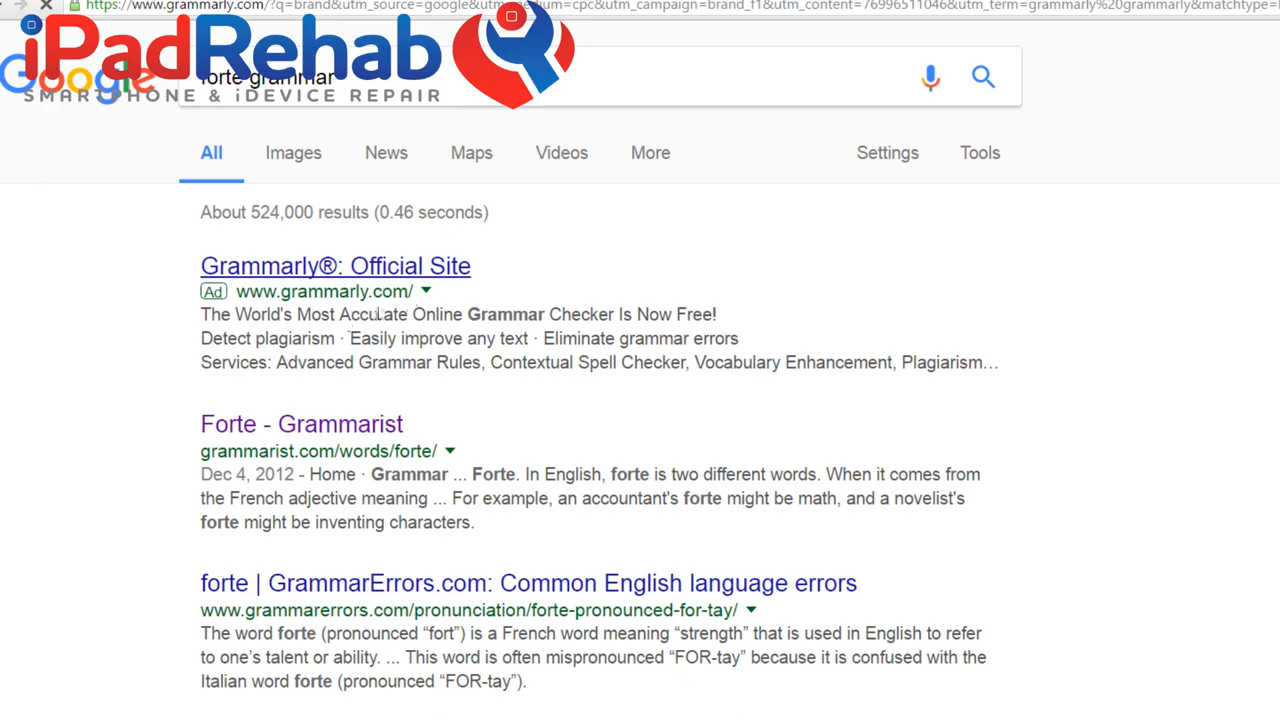 https://www.grammarly.com/?q=brand&utm_source=google&utm_medium=cpc&utm_campaign=brand_f1&utm_content=76996511046&utm_term=grammarly%20grammarly&matchtype=
iPadRehab
SMARTPHONE & iDEVICE REPAIR
Google
forte grammar
All Images News Maps Videos More Settings Tools
About 524,000 results (0.46 seconds)
Grammarly®: Official Site
Ad www.grammarly.com/
The World's Most Accurate Online Grammar Checker Is Now Free!
Detect plagiarism · Easily improve any text · Eliminate grammar errors
Services: Advanced Grammar Rules, Contextual Spell Checker, Vocabulary Enhancement, Plagiarism…
Forte - Grammarist
grammarist.com/words/forte/
Dec 4, 2012 - Home · Grammar ... Forte. In English, forte is two different words. When it comes from
the French adjective meaning ... For example, an accountant's forte might be math, and a novelist's
forte might be inventing characters.
forte | GrammarErrors.com: Common English language errors
www.grammarerrors.com/pronunciation/forte-pronounced-for-tay/
The word forte (pronounced “fort”) is a French word meaning “strength” that is used in English to refer
to one’s talent or ability. ... This word is often mispronounced “FOR-tay” because it is confused with the
Italian word forte (pronounced “FOR-tay”).